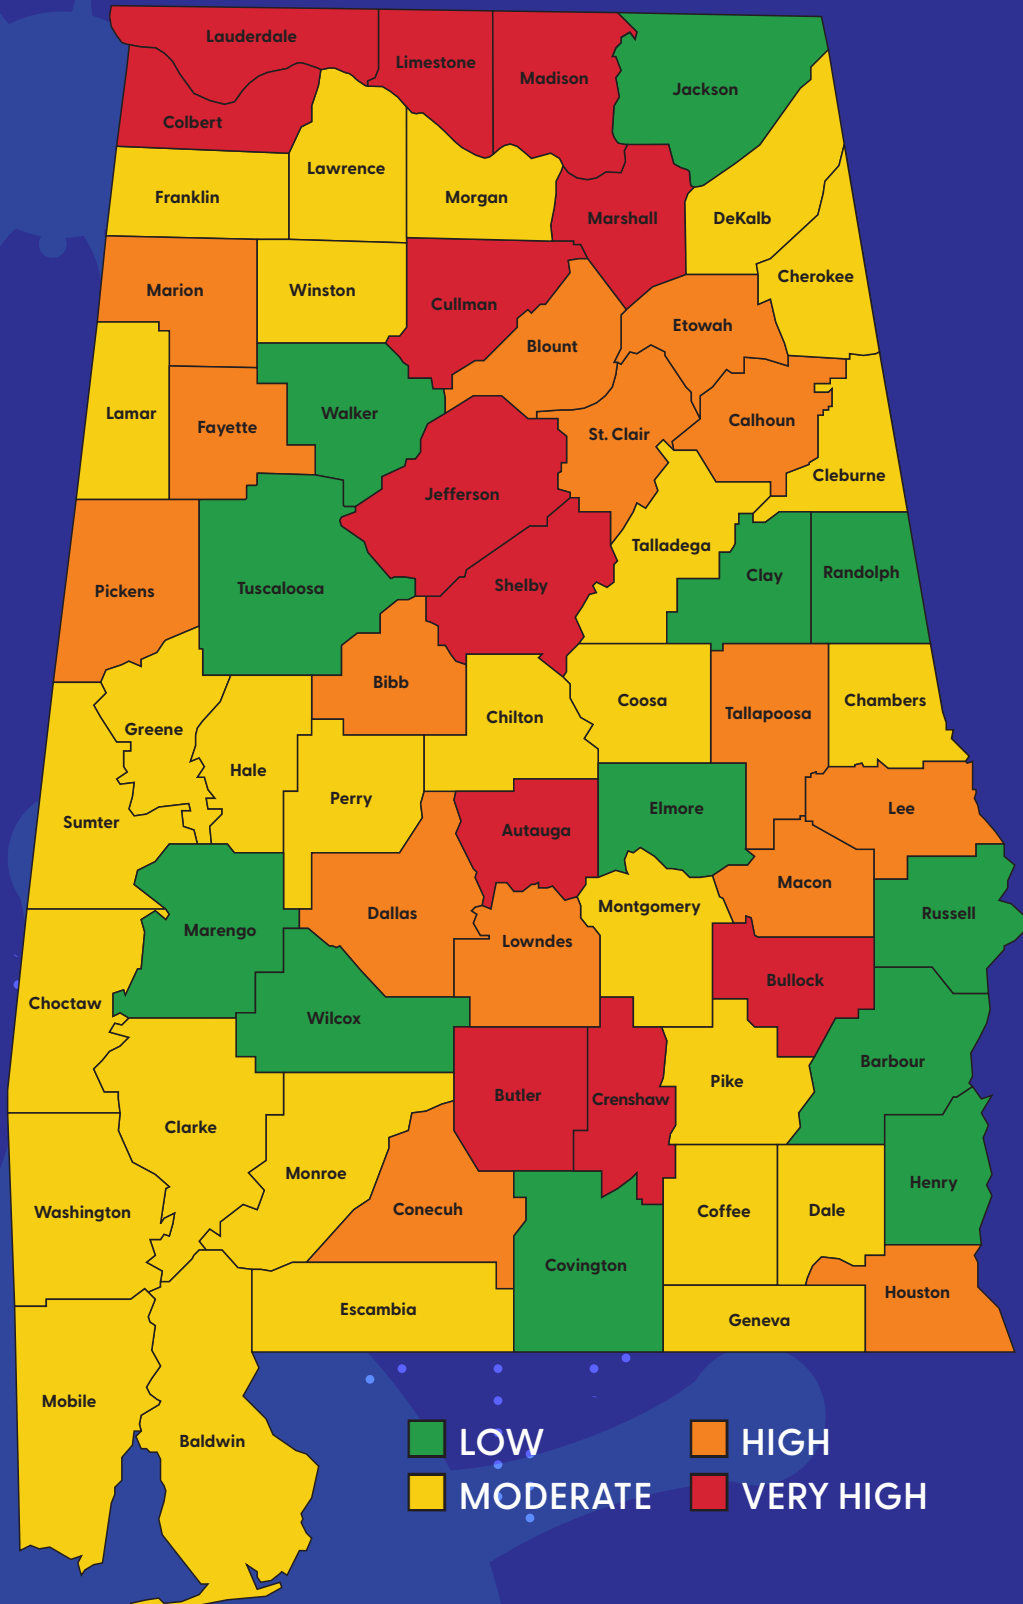 Lauderdale
Limestone
Madison
Jackson
Colbert
Lawrence
Franklin
Morgan
Marshall
DeKalb
Cherokee
Marion
Winston
Cullman
Etowah
Blount
Lamar
Fayette
Walker
St. Clair
Calhoun
Cleburne
Jefferson
Talladega
Pickens
Tuscaloosa
Shelby
Clay
Randolph
Bibb
Coosa
Tallapoosa
Chambers
Greene
Chilton
Hale
Perry
Sumter
Autauga
Elmore
Lee
Macon
Dallas
Montgomery
Russell
Marengo
Lowndes
Bullock
Choctaw
Wilcox
Barbour
Butler
Crenshaw
Pike
Clarke
Monroe
Henry
Washington
Conecuh
Coffee
Dale
Covington
Houston
Escambia
Geneva
Mobile
Baldwin
LOW
HIGH
MODERATE
VERY HIGH